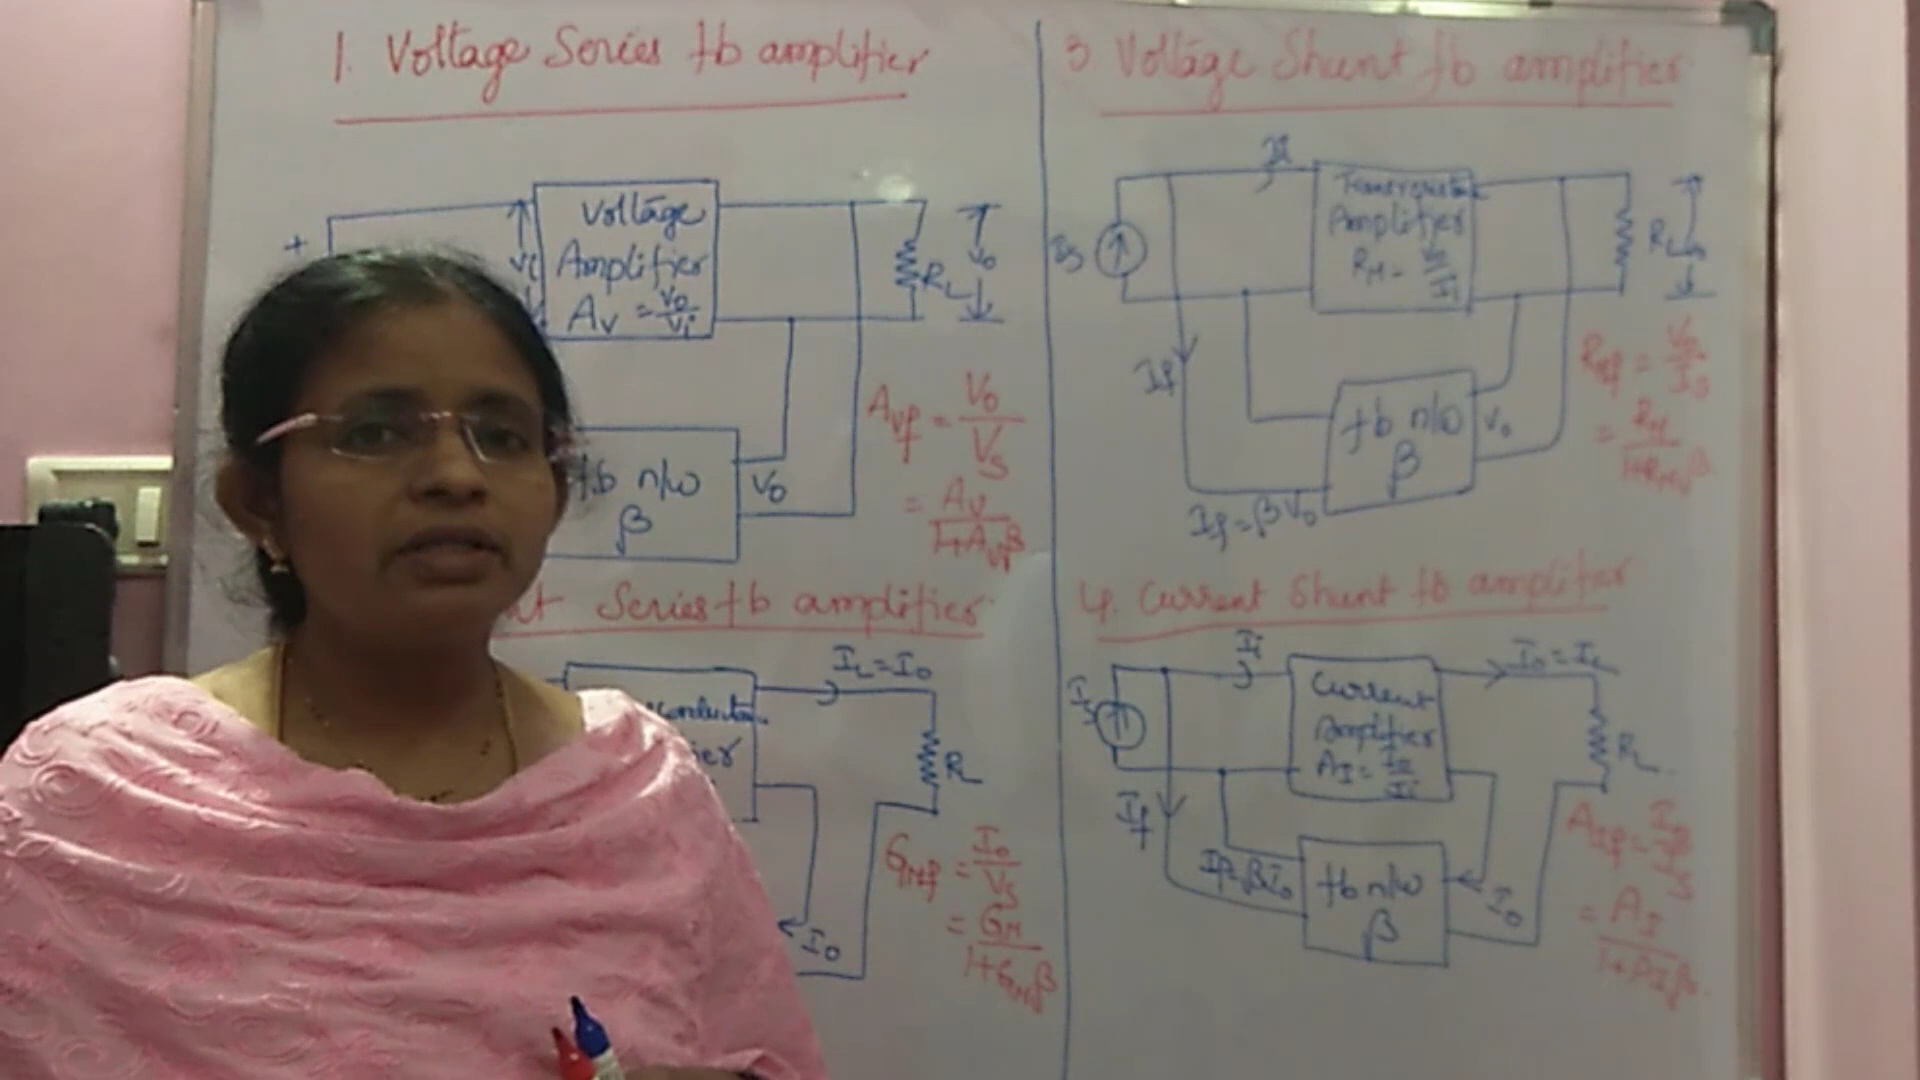 1. Voltage Series fb amplifier
+
Vi
Voltage
Amplifier
Av = Vo/Vi
RL
Vo
fb n/w
β
Vo
Avf = Vo/Vs
= Av/1+Avβ
Series fb amplifier
IL=Io
RL
Io
GMf = Io/Vs
= GM/1+GMβ
3 Voltage Shunt fb amplifier
Ii
Is
Amplifier
RM = Vo/Ii
RL
If
fb n/w
β
Vo
If=βVo
RMf = Vo/Is
= RM/1+RMβ
4. Current Shunt fb amplifier
Ii
Io=IL
Is
Current
Amplifier
AI = Io/Ii
RL
If
If=βIo
fb n/w
β
Io
AIf = Io/Is
= AI/1+AIβ